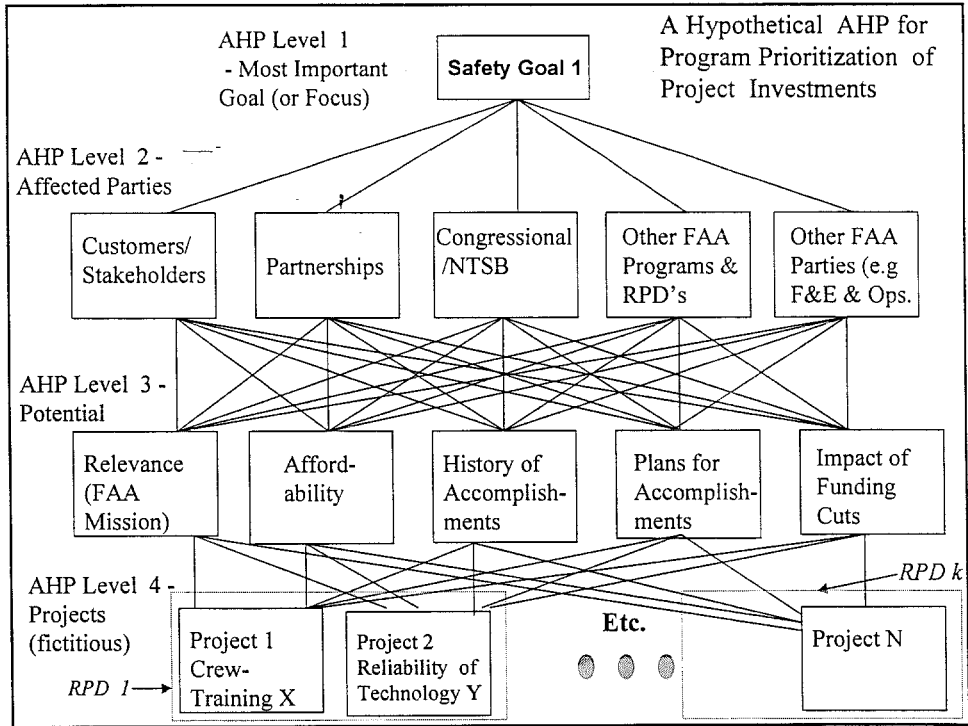 AHP Level 1
- Most Important
Goal (or Focus)
Safety Goal 1
A Hypothetical AHP for
Program Prioritization of
Project Investments
AHP Level 2 -
Affected Parties
Customers/
Stakeholders
Partnerships
Congressional
/NTSB
Other FAA
Programs &
RPD's
Other FAA
Parties (e.g
F&E & Ops.
AHP Level 3 -
Potential
Relevance
(FAA
Mission)
Afford-
ability
History of
Accomplish-
ments
Plans for
Accomplish-
ments
Impact of
Funding
Cuts
AHP Level 4 -
Projects
(fictitious)
RPD k
Project 1
Crew-
Training X
Project 2
Reliability of
Technology Y
Etc.
Project N
RPD 1